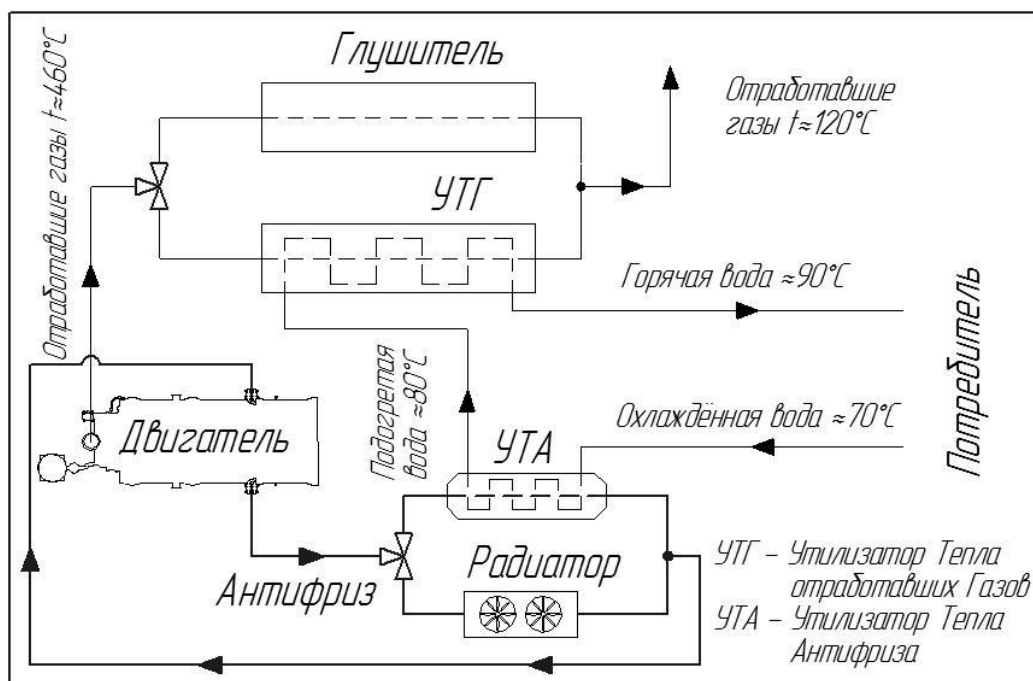 Глушитель
Отработавшие
газы t≈120°C
Отработавшие газы t≈460°C
УТГ
Горячая вода ≈90°C
Потребитель
Подогретая
вода ≈80°C
Охлаждённая вода ≈70°C
Двигатель
УТА
Антифриз
Радиатор
УТГ – Утилизатор Тепла
отработавших Газов
УТА – Утилизатор Тепла
Антифриза